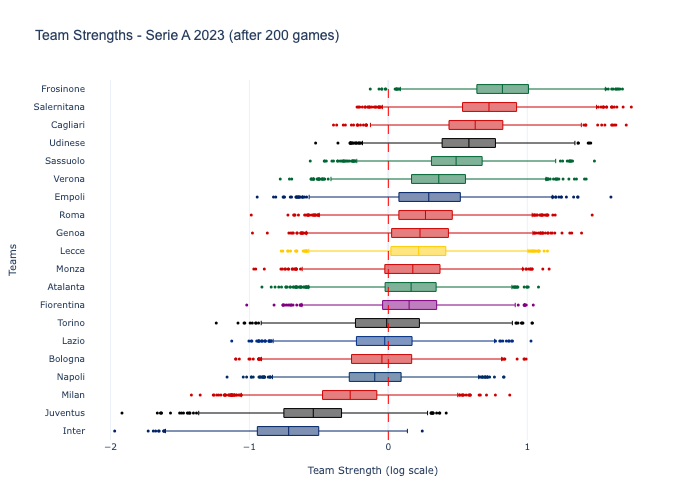 Team Strengths - Serie A 2023 (after 200 games)
Frosinone
Salernitana
Cagliari
Udinese
Sassuolo
Verona
Empoli
Roma
Genoa
Lecce
Monza
Atalanta
Fiorentina
Torino
Lazio
Bologna
Napoli
Milan
Juventus
Inter
Teams
−2
−1
0
1
Team Strength (log scale)